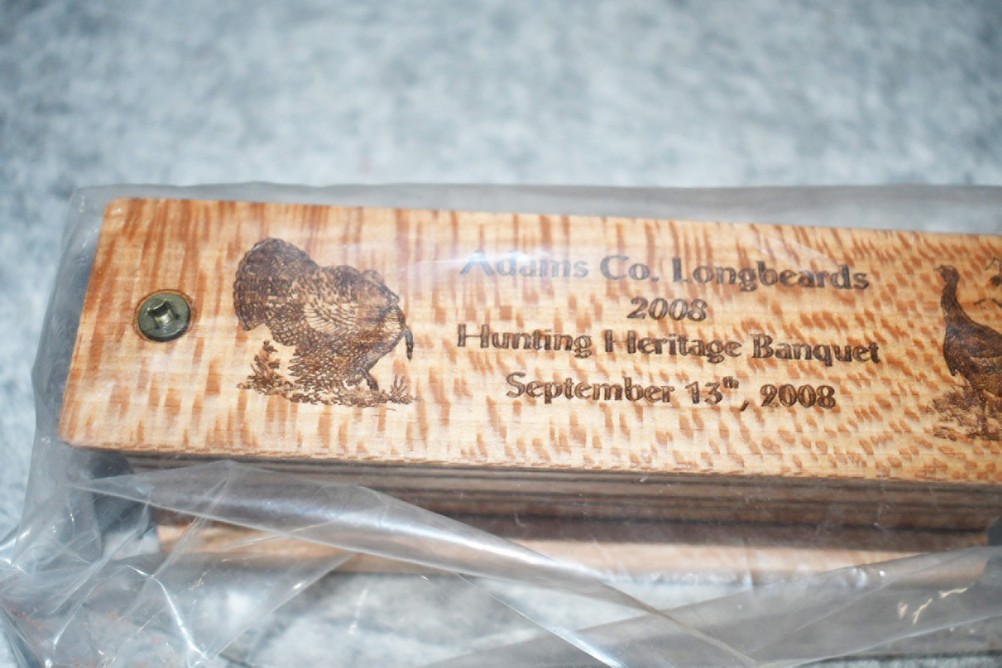 Adams Co. Longbeards
2008
Hunting Heritage Banquet
September 13th, 2008